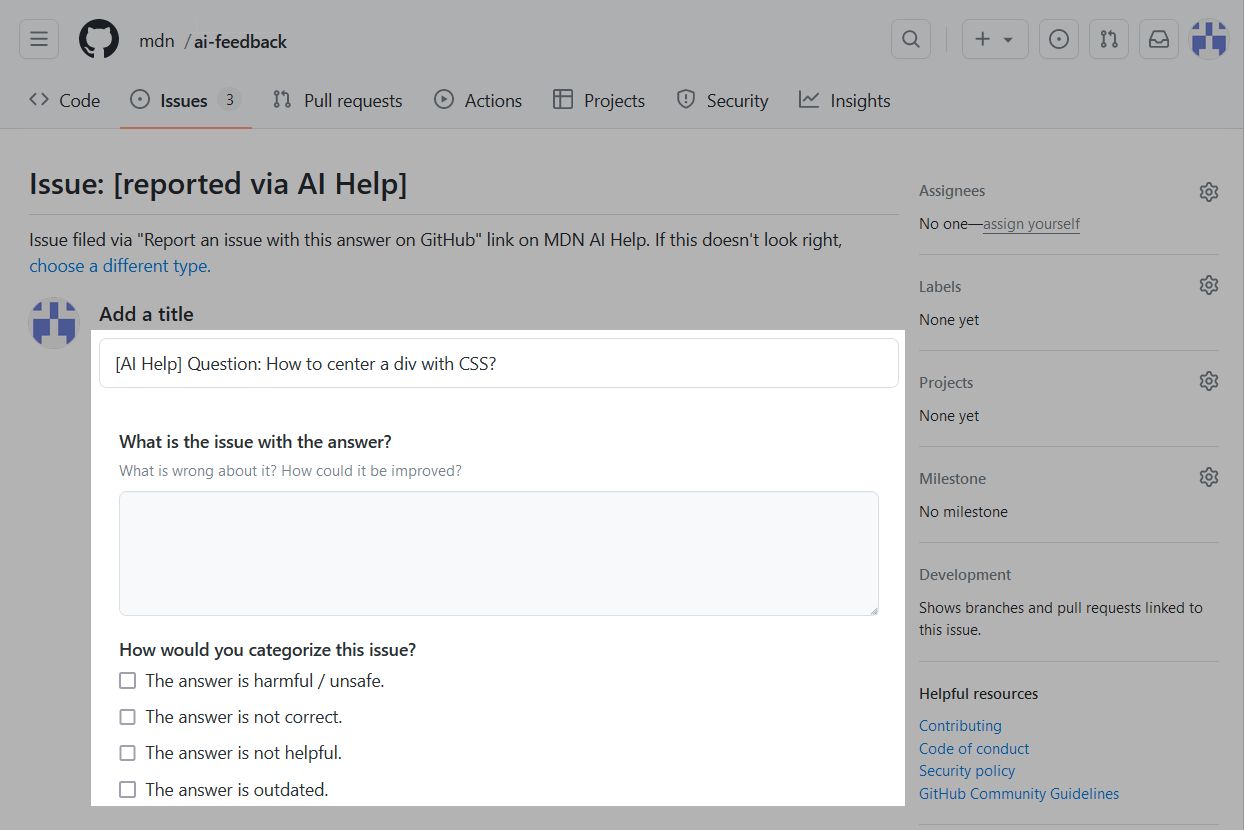 mdn / ai-feedback
Code
Issues 3
Pull requests
Actions
Projects
Security
Insights
Issue: [reported via AI Help]
Issue filed via "Report an issue with this answer on GitHub" link on MDN AI Help. If this doesn't look right,
choose a different type.
Add a title
[AI Help] Question: How to center a div with CSS?
What is the issue with the answer?
What is wrong about it? How could it be improved?
How would you categorize this issue?
The answer is harmful / unsafe.
The answer is not correct.
The answer is not helpful.
The answer is outdated.
Assignees
No one—assign yourself
Labels
None yet
Projects
None yet
Milestone
No milestone
Development
Shows branches and pull requests linked to
this issue.
Helpful resources
Contributing
Code of conduct
Security policy
GitHub Community Guidelines